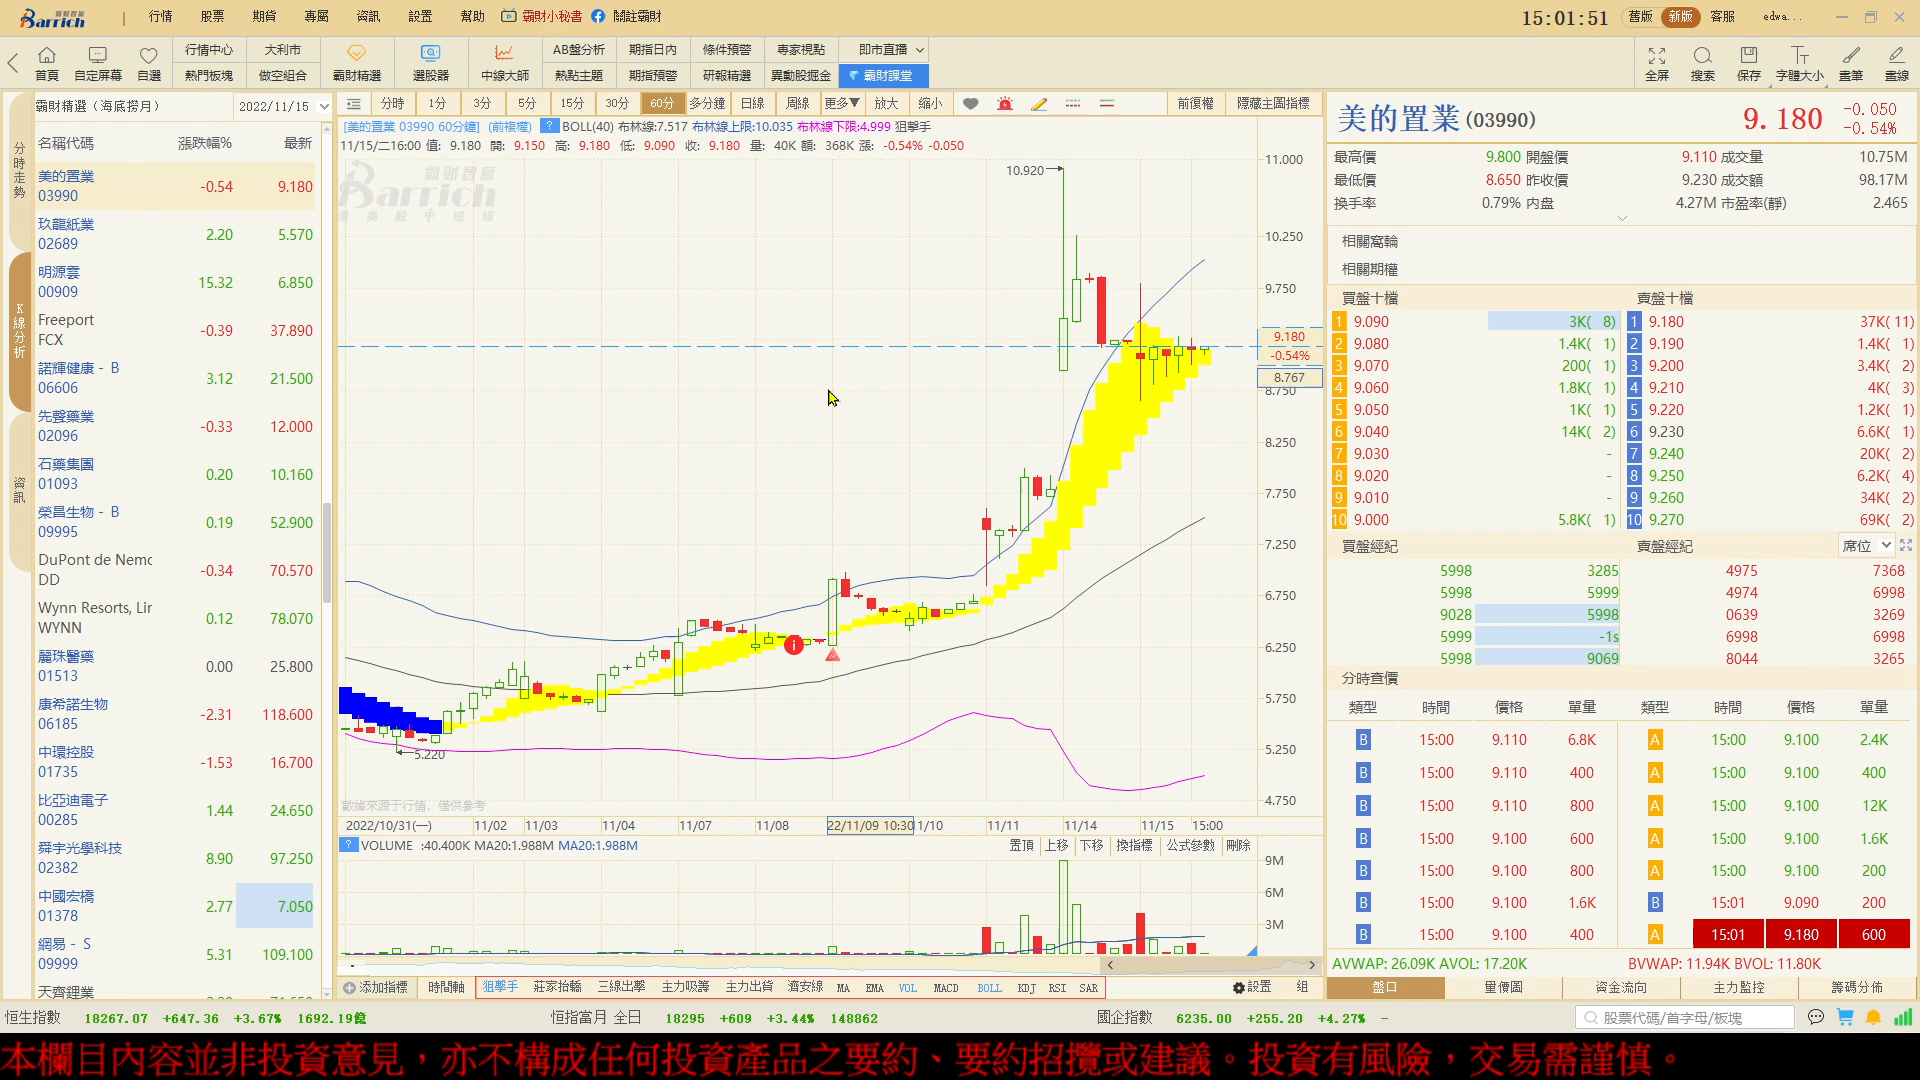 Barrich
行情 股票 期貨 專屬 資訊 設置 幫助 霸財小秘書 關註霸財
15:01:51 舊版 新版 客服 edwa...
首頁 自定屏幕 自選 行情中心 大利市 霸財精選 選股器 中線大師 AB盤分析 期指日內 條件預警 專家視點 即市直播
熱門板塊 做空組合 熱點主題 期指預警 研報精選 異動股掘金 霸財課堂
全屏 搜索 保存 字體大小 畫筆 畫線
分時走勢
K線分析
資訊
霸財精選（海底撈月） 2022/11/15
名稱代碼 漲跌幅% 最新
美的置業
03990 -0.54 9.180
玖龍紙業
02689 2.20 5.570
明源雲
00909 15.32 6.850
Freeport
FCX -0.39 37.890
諾輝健康－B
06606 3.12 21.500
先聲藥業
02096 -0.33 12.000
石藥集團
01093 0.20 10.160
榮昌生物－B
09995 0.19 52.900
DuPont de Nemc
DD -0.34 70.570
Wynn Resorts, Lir
WYNN 0.12 78.070
麗珠醫藥
01513 0.00 25.800
康希諾生物
06185 -2.31 118.600
中環控股
01735 -1.53 16.700
比亞迪電子
00285 1.44 24.650
舜宇光學科技
02382 8.90 97.250
中國宏橋
01378 2.77 7.050
網易－S
09999 5.31 109.100
天齊鋰業
分時 1分 3分 5分 15分 30分 60分 多分鐘 日線 周線 更多▼ 放大 縮小 前復權 隱藏主圖指標
[美的置業 03990 60分鐘] (前複權) ? BOLL(40) 布林線:7.517 布林線上限:10.035 布林線下限:4.999 狙擊手
11/15/二16:00 值: 9.180 開: 9.150 高: 9.180 低: 9.090 收: 9.180 量: 40K 額: 368K 漲: -0.54% -0.050
霸財智贏
Barrich
港美股中短線
10.920
5.220
11.000
10.250
9.750
9.180
-0.54%
8.767
8.750
8.250
7.750
7.250
6.750
6.250
5.750
5.250
4.750
數據來源于行情，僅供參考
2022/10/31(一) 11/02 11/03 11/04 11/07 11/08 22/11/09 10:30 1/10 11/11 11/14 11/15 15:00
? VOLUME :40.400K MA20:1.988M MA20:1.988M 置頂 上移 下移 換指標 公式參數 刪除
9M
6M
3M
添加指標 時間軸 狙擊手 莊家抬轎 三線出擊 主力吸籌 主力出貨 濟安線 MA EMA VOL MACD BOLL KDJ RSI SAR 設置 組
美的置業 (03990) 9.180 -0.050
-0.54%
最高價 9.800 開盤價 9.110 成交量 10.75M
最低價 8.650 昨收價 9.230 成交額 98.17M
換手率 0.79% 內盘 4.27M 市盈率(靜) 2.465
相關窩輪
相關期權
買盤十檔 賣盤十檔
1 9.090 3K( 8) 1 9.180 37K( 11)
2 9.080 1.4K( 1) 2 9.190 1.4K( 1)
3 9.070 200( 1) 3 9.200 3.4K( 2)
4 9.060 1.8K( 1) 4 9.210 4K( 3)
5 9.050 1K( 1) 5 9.220 1.2K( 1)
6 9.040 14K( 2) 6 9.230 6.6K( 1)
7 9.030 - 7 9.240 20K( 2)
8 9.020 - 8 9.250 6.2K( 4)
9 9.010 - 9 9.260 34K( 2)
10 9.000 5.8K( 1) 10 9.270 69K( 2)
買盤經紀 賣盤經紀 席位
5998 3285 4975 7368
5998 5999 4974 6998
9028 5998 0639 3269
5999 -1s 6998 6998
5998 9069 8044 3265
分時查價
類型 時間 價格 單量 類型 時間 價格 單量
B 15:00 9.110 6.8K A 15:00 9.100 2.4K
B 15:00 9.110 400 A 15:00 9.100 400
B 15:00 9.110 800 A 15:00 9.100 12K
B 15:00 9.100 600 A 15:00 9.100 1.6K
B 15:00 9.100 800 A 15:00 9.100 200
B 15:00 9.100 1.6K B 15:01 9.090 200
B 15:00 9.100 400 A 15:01 9.180 600
AVWAP: 26.09K AVOL: 17.20K BVWAP: 11.94K BVOL: 11.80K
盤口 量價圖 資金流向 主力監控 籌碼分佈
恒生指數 18267.07 +647.36 +3.67% 1692.19億 恒指當月 全日 18295 +609 +3.44% 148862 國企指數 6235.00 +255.20 +4.27% -
股票代碼/首字母/板塊
本欄目內容並非投資意見，亦不構成任何投資產品之要約、要約招攬或建議。投資有風險，交易需謹慎。